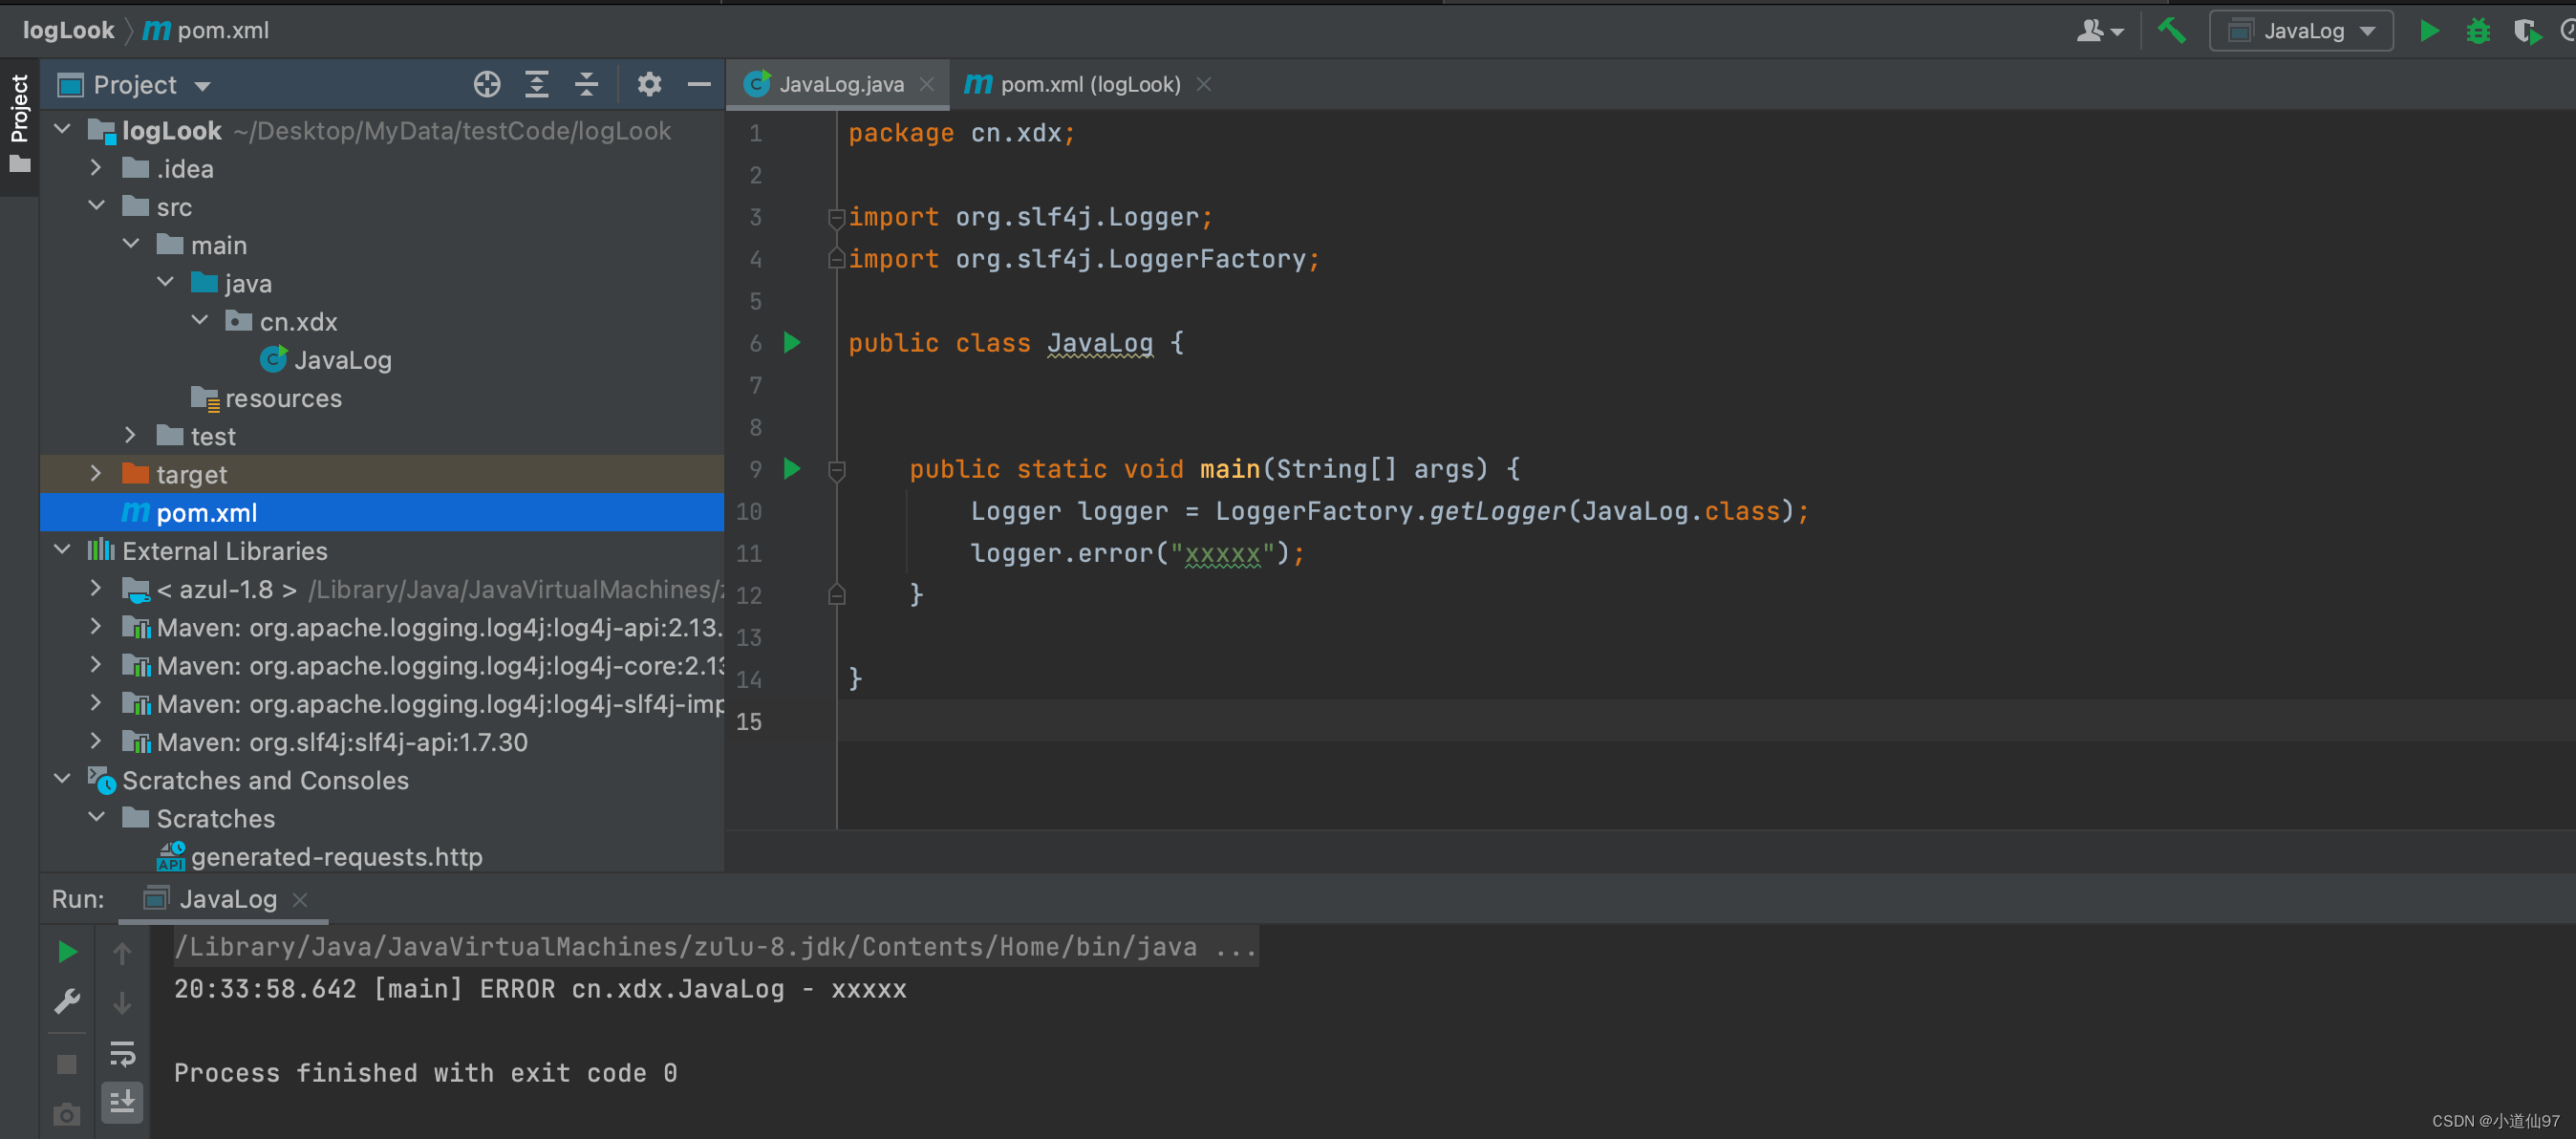 logLook
pom.xml
JavaLog
Project
Project
JavaLog.java
pom.xml (logLook)
logLook ~/Desktop/MyData/testCode/logLook
.idea
src
main
java
cn.xdx
JavaLog
resources
test
target
pom.xml
External Libraries
< azul-1.8 > /Library/Java/JavaVirtualMachines/
Maven: org.apache.logging.log4j:log4j-api:2.13.
Maven: org.apache.logging.log4j:log4j-core:2.13
Maven: org.apache.logging.log4j:log4j-slf4j-imp
Maven: org.slf4j:slf4j-api:1.7.30
Scratches and Consoles
Scratches
API generated-requests.http
1 package cn.xdx;
2
3 import org.slf4j.Logger;
4 import org.slf4j.LoggerFactory;
5
6 public class JavaLog {
7
8
9 public static void main(String[] args) {
10 Logger logger = LoggerFactory.getLogger(JavaLog.class);
11 logger.error("xxxxx");
12 }
13
14 }
15
Run: JavaLog
/Library/Java/JavaVirtualMachines/zulu-8.jdk/Contents/Home/bin/java ...
20:33:58.642 [main] ERROR cn.xdx.JavaLog - xxxxx
Process finished with exit code 0
CSDN @小道仙97